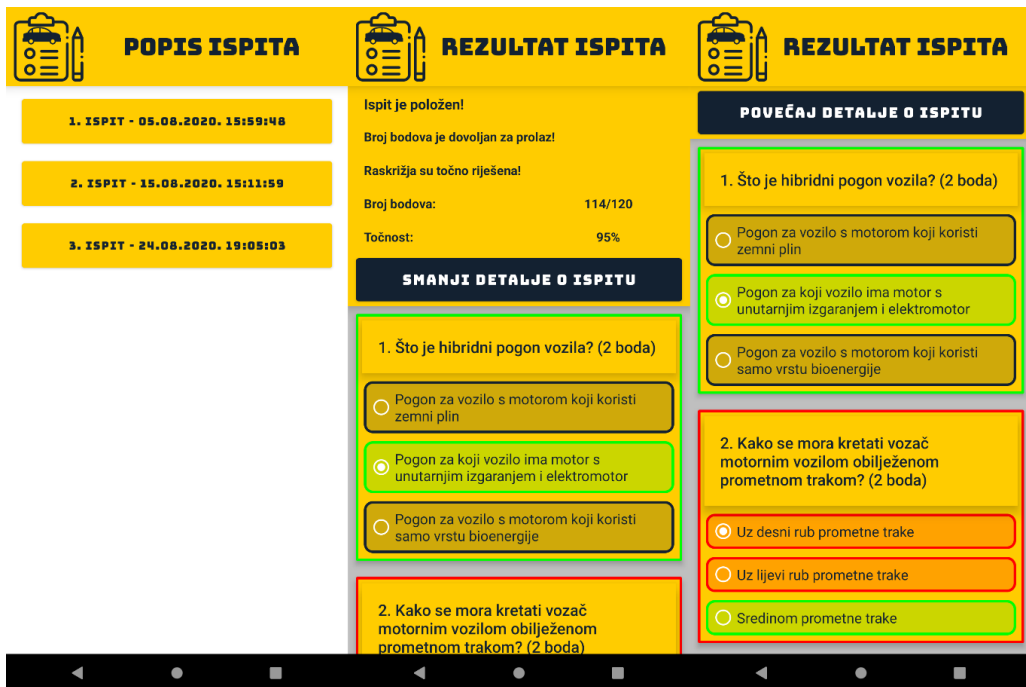 POPIS ISPITA
1. ISPIT - 05.08.2020. 15:59:48
2. ISPIT - 15.08.2020. 15:11:59
3. ISPIT - 24.08.2020. 19:05:03
REZULTAT ISPITA
Ispit je položen!
Broj bodova je dovoljan za prolaz!
Raskrižja su točno riješena!
Broj bodova: 114/120
Točnost: 95%
SMANJI DETALJE O ISPITU
1. Što je hibridni pogon vozila? (2 boda)
Pogon za vozilo s motorom koji koristi
zemni plin
Pogon za koji vozilo ima motor s
unutarnjim izgaranjem i elektromotor
Pogon za vozilo s motorom koji koristi
samo vrstu bioenergije
2. Kako se mora kretati vozač
motornim vozilom obilježenom
prometnom trakom? (2 boda)
REZULTAT ISPITA
POVEĆAJ DETALJE O ISPITU
1. Što je hibridni pogon vozila? (2 boda)
Pogon za vozilo s motorom koji koristi
zemni plin
Pogon za koji vozilo ima motor s
unutarnjim izgaranjem i elektromotor
Pogon za vozilo s motorom koji koristi
samo vrstu bioenergije
2. Kako se mora kretati vozač
motornim vozilom obilježenom
prometnom trakom? (2 boda)
Uz desni rub prometne trake
Uz lijevi rub prometne trake
Sredinom prometne trake